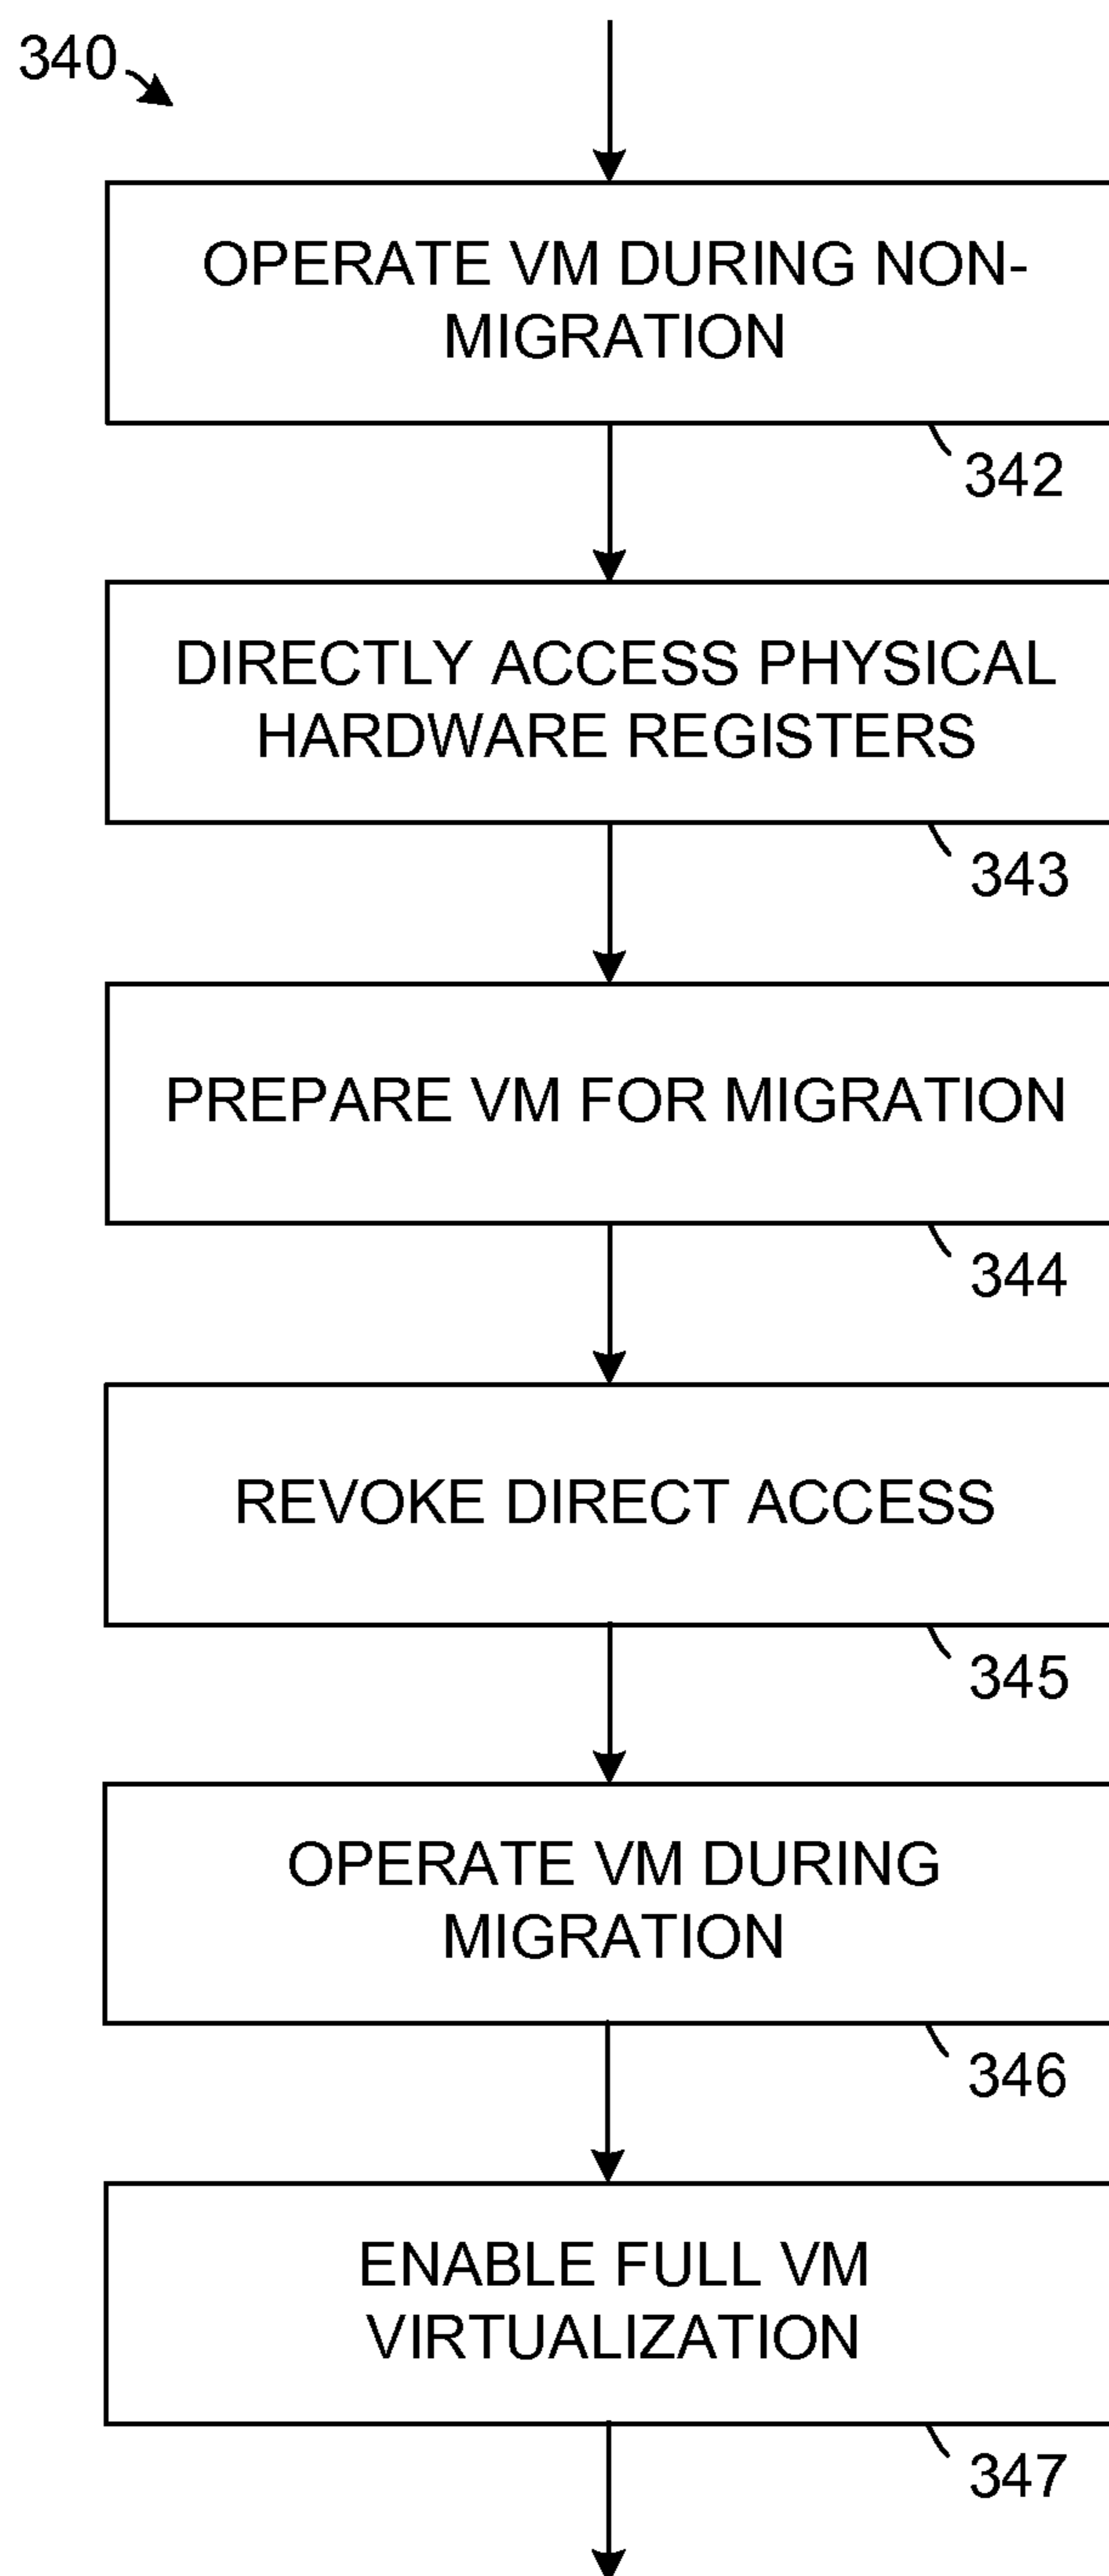 340
OPERATE VM DURING NON-
MIGRATION
342
DIRECTLY ACCESS PHYSICAL
HARDWARE REGISTERS
343
PREPARE VM FOR MIGRATION
344
REVOKE DIRECT ACCESS
345
OPERATE VM DURING
MIGRATION
346
ENABLE FULL VM
VIRTUALIZATION
347